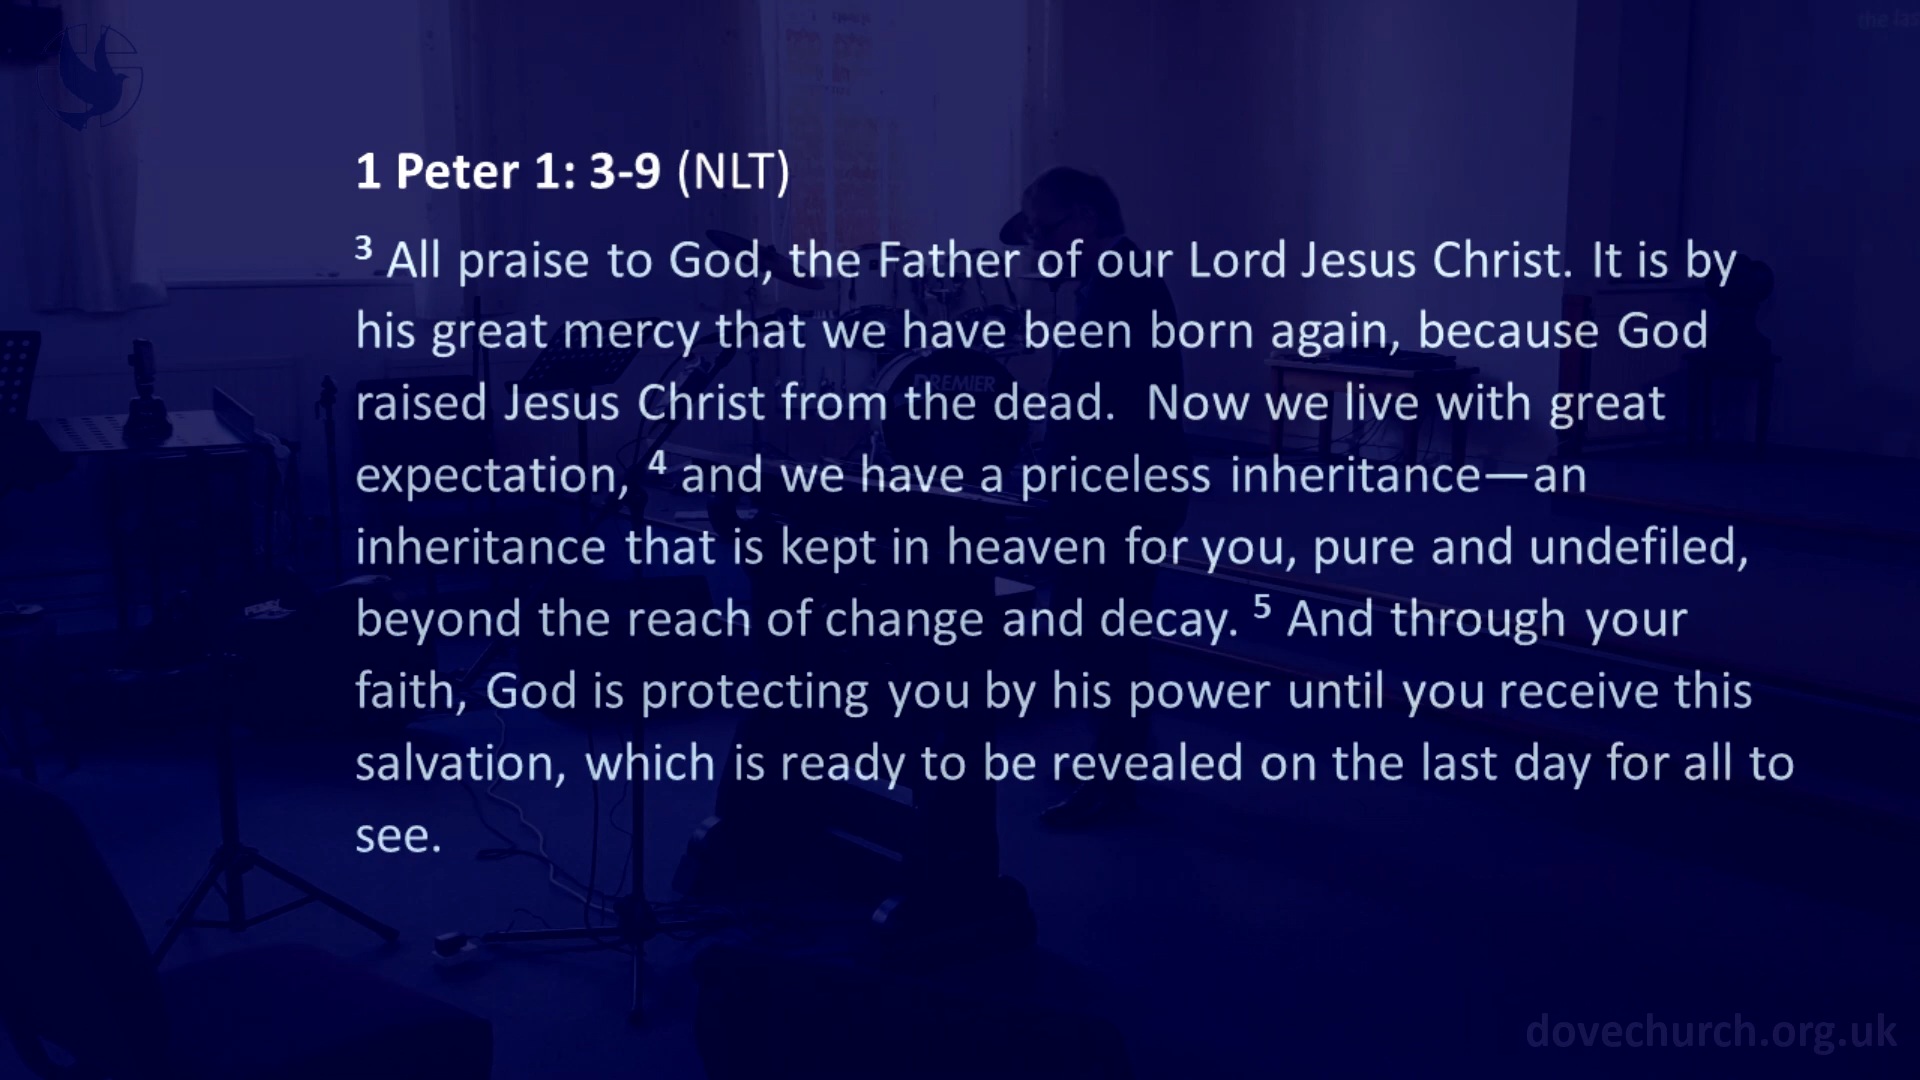 the las
1 Peter 1: 3-9 (NLT)
³ All praise to God, the Father of our Lord Jesus Christ. It is by
his great mercy that we have been born again, because God
raised Jesus Christ from the dead.  Now we live with great
expectation, ⁴ and we have a priceless inheritance—an
inheritance that is kept in heaven for you, pure and undefiled,
beyond the reach of change and decay. ⁵ And through your
faith, God is protecting you by his power until you receive this
salvation, which is ready to be revealed on the last day for all to
see.
PREMIER
dovechurch.org.uk